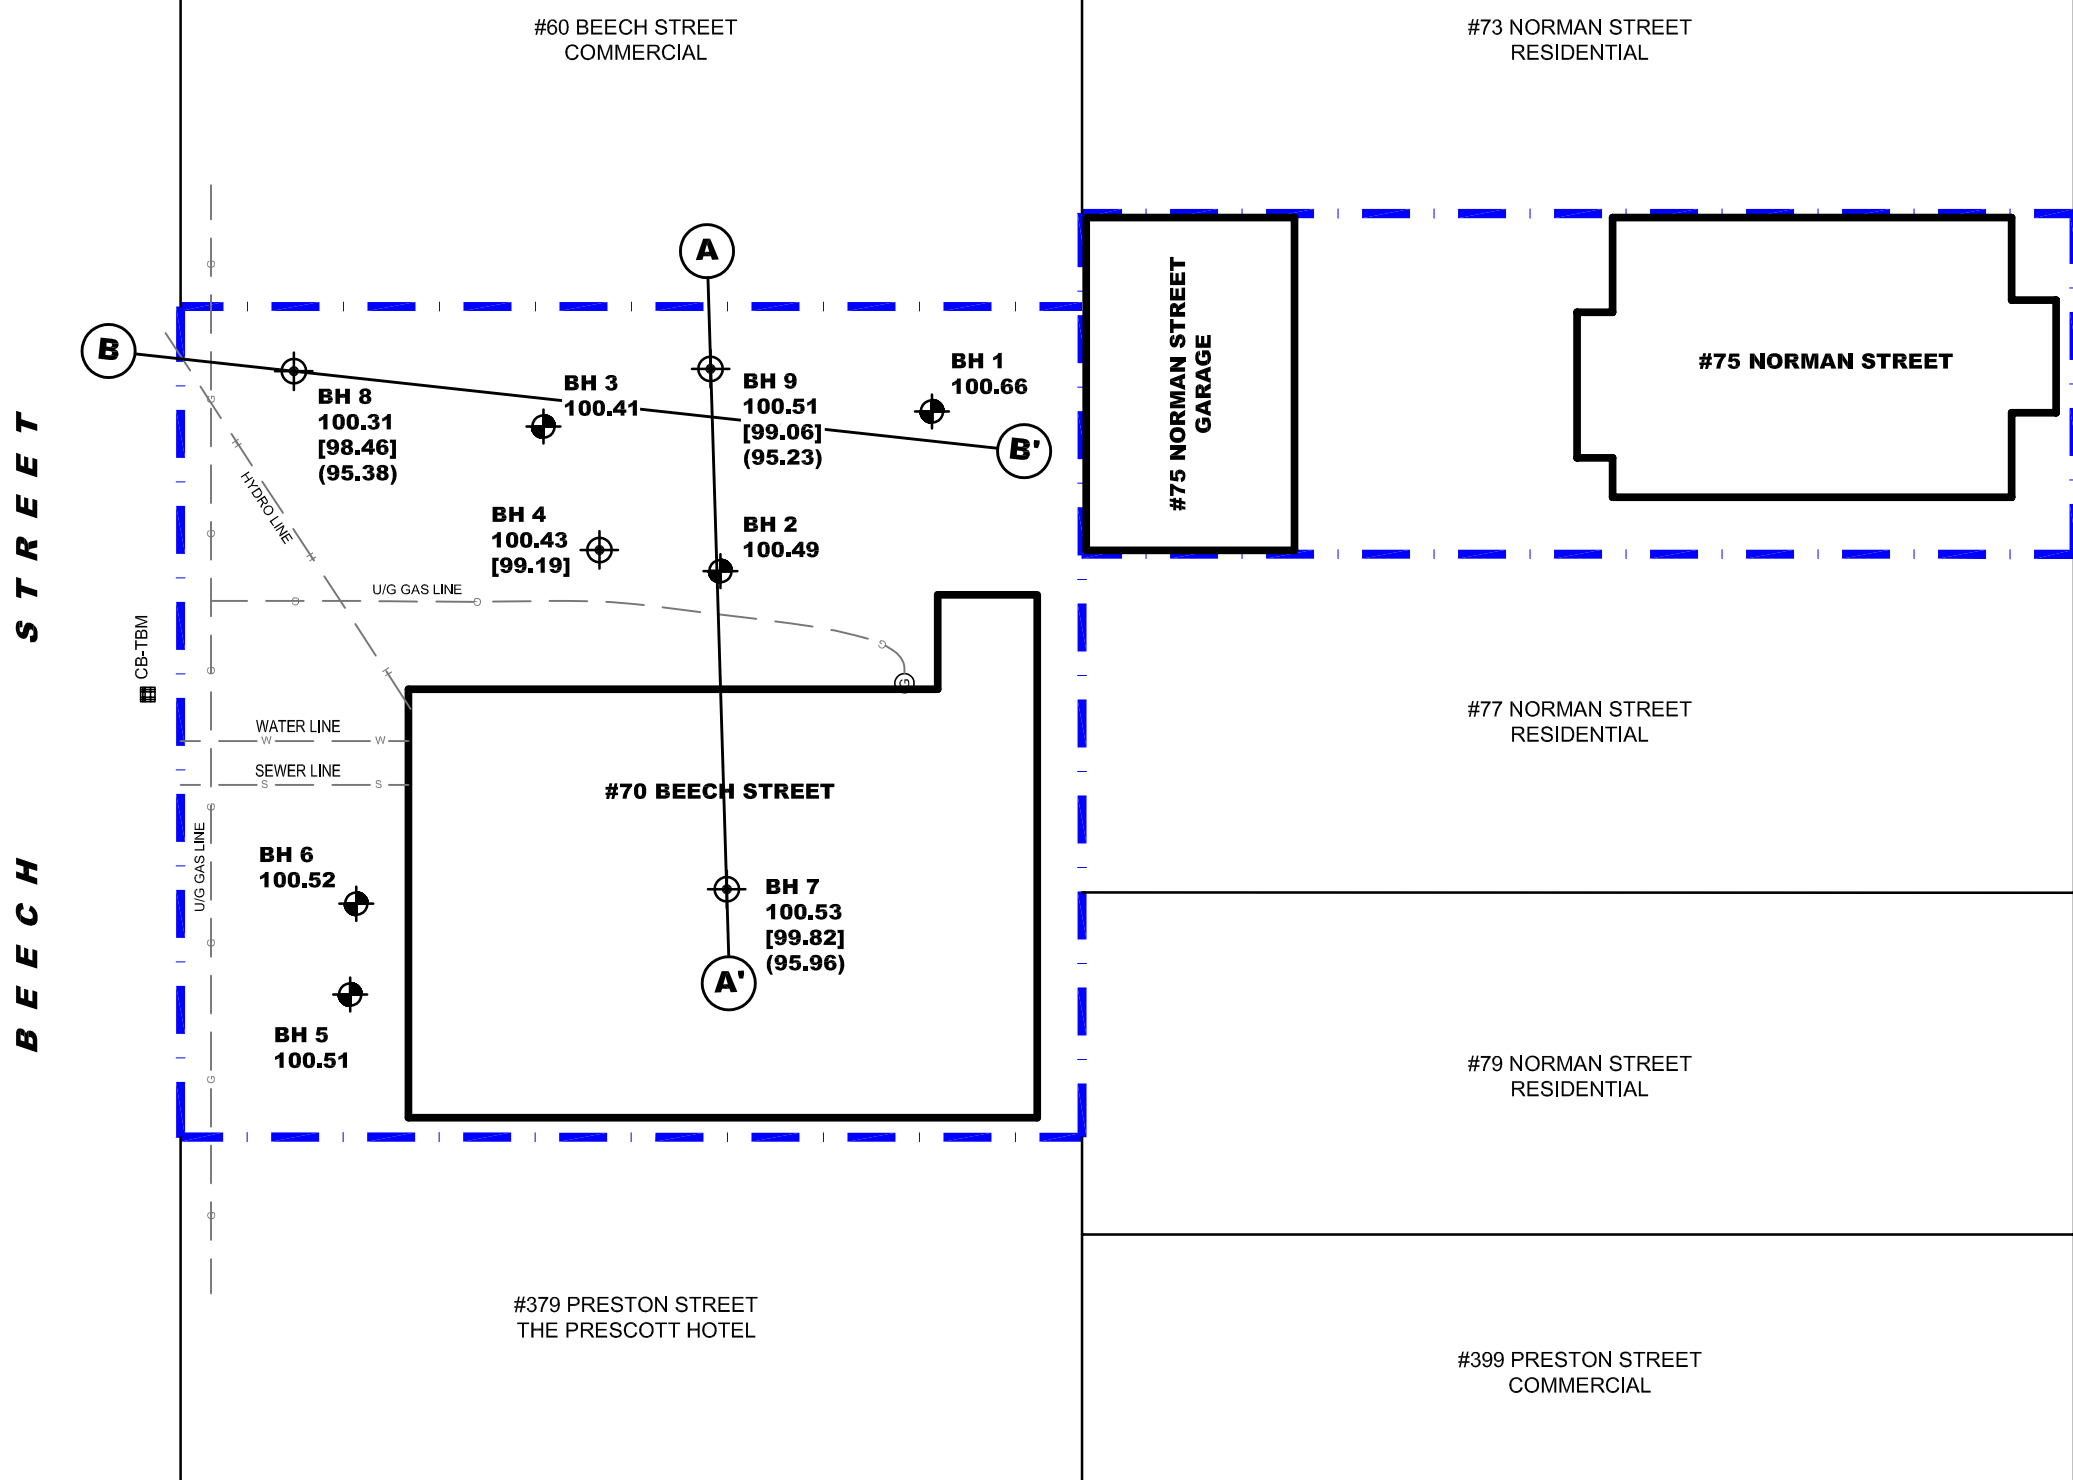 #60 BEECH STREET
COMMERCIAL
#73 NORMAN STREET
RESIDENTIAL
A
B
BH 8
100.31
[98.46]
(95.38)
BH 3
100.41
BH 9
100.51
[99.06]
(95.23)
BH 1
100.66
B'
#75 NORMAN STREET
GARAGE
#75 NORMAN STREET
BH 4
100.43
[99.19]
BH 2
100.49
HYDRO LINE
H
H
H
U/G GAS LINE
G
G
G
G
CB-TBM
WATER LINE
W
W
SEWER LINE
S
S
#70 BEECH STREET
#77 NORMAN STREET
RESIDENTIAL
U/G GAS LINE
G
G
G
G
G
G
G
G
BH 6
100.52
BH 7
100.53
[99.82]
(95.96)
A'
BH 5
100.51
BEECH STREET
#79 NORMAN STREET
RESIDENTIAL
#379 PRESTON STREET
THE PRESCOTT HOTEL
#399 PRESTON STREET
COMMERCIAL